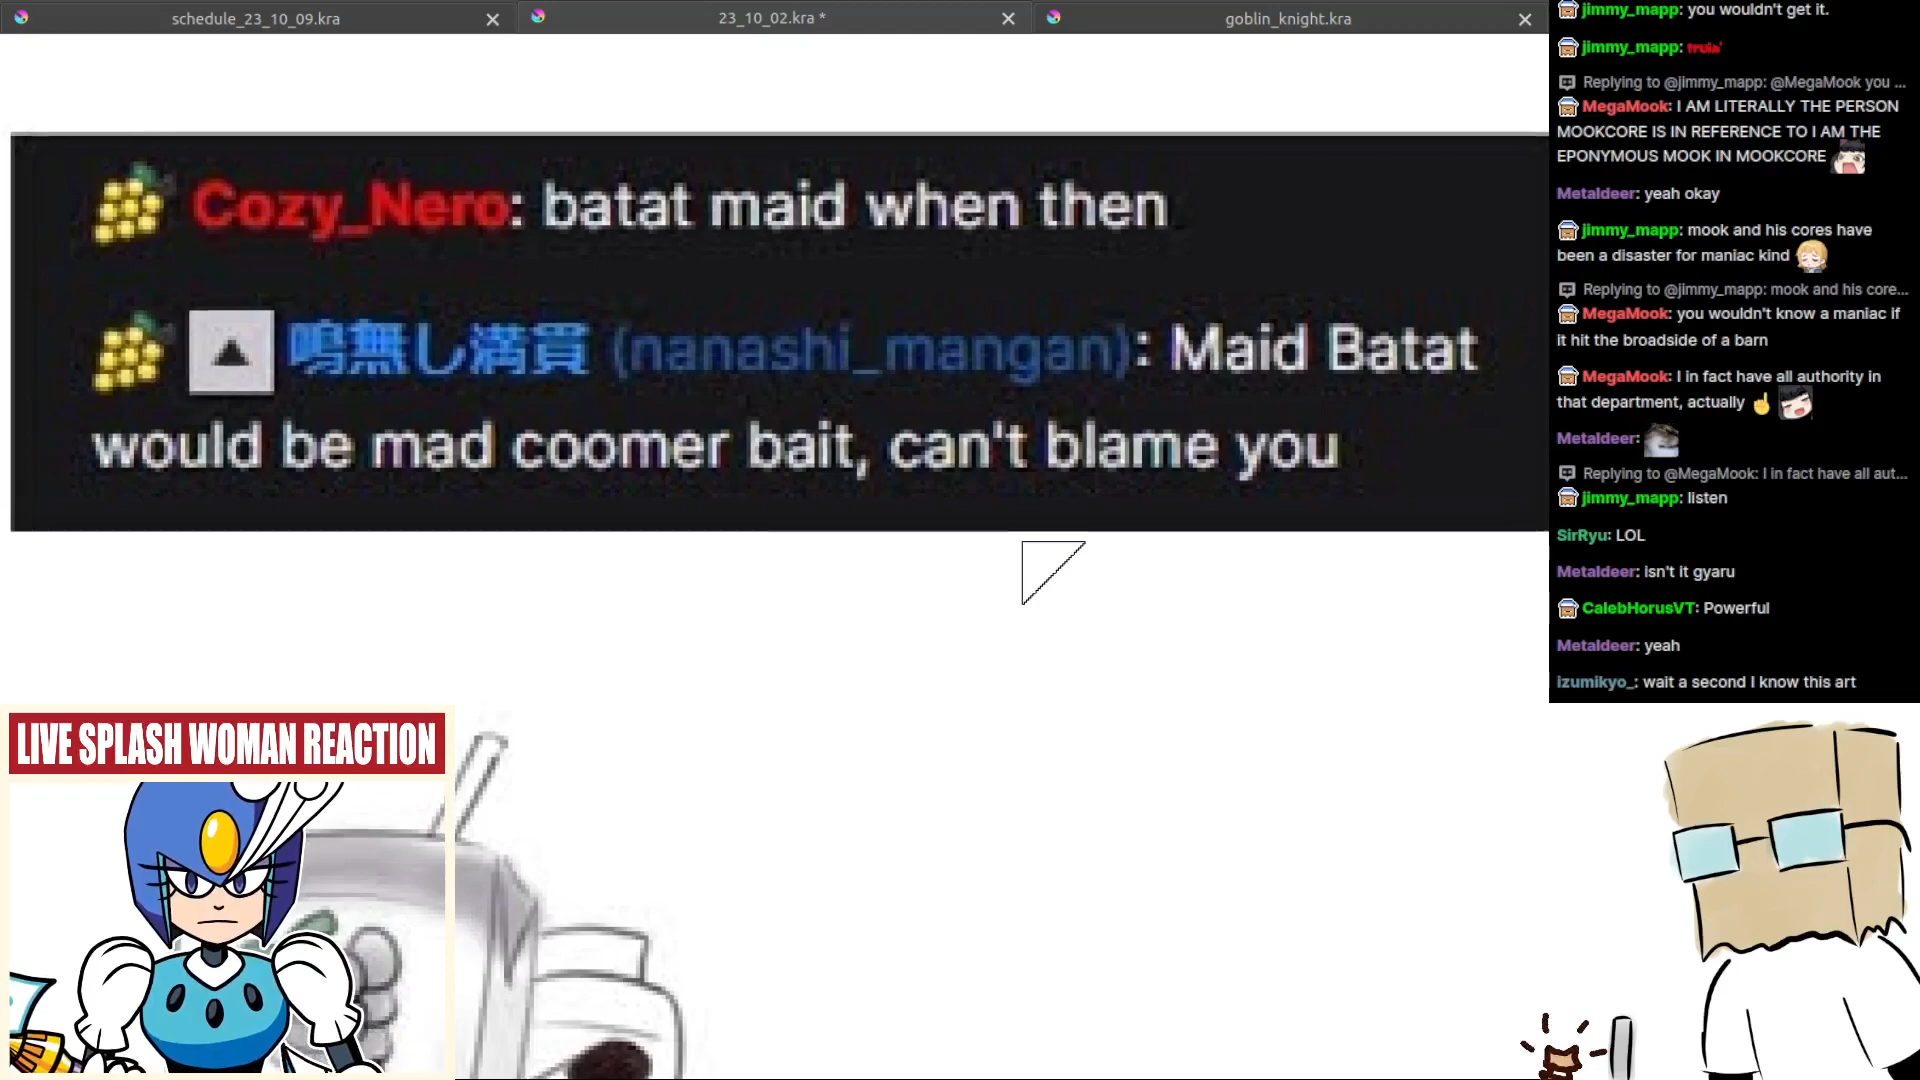 schedule_23_10_09.kra
23_10_02.kra *
goblin_knight.kra
Cozy_Nero: batat maid when then
鳴無し満貫 (nanashi_mangan): Maid Batat
would be mad coomer bait, can't blame you
jimmy_mapp: you wouldn't get it.
jimmy_mapp:
Replying to @jimmy_mapp: @MegaMook you ...
MegaMook: I AM LITERALLY THE PERSON
MOOKCORE IS IN REFERENCE TO I AM THE
EPONYMOUS MOOK IN MOOKCORE
Metaldeer: yeah okay
jimmy_mapp: mook and his cores have
been a disaster for maniac kind
Replying to @jimmy_mapp: mook and his core...
MegaMook: you wouldn't know a maniac if
it hit the broadside of a barn
MegaMook: I in fact have all authority in
that department, actually
Metaldeer:
Replying to @MegaMook: I in fact have all aut...
jimmy_mapp: listen
SirRyu: LOL
Metaldeer: isn't it gyaru
CalebHorusVT: Powerful
Metaldeer: yeah
izumikyo_: wait a second I know this art
LIVE SPLASH WOMAN REACTION